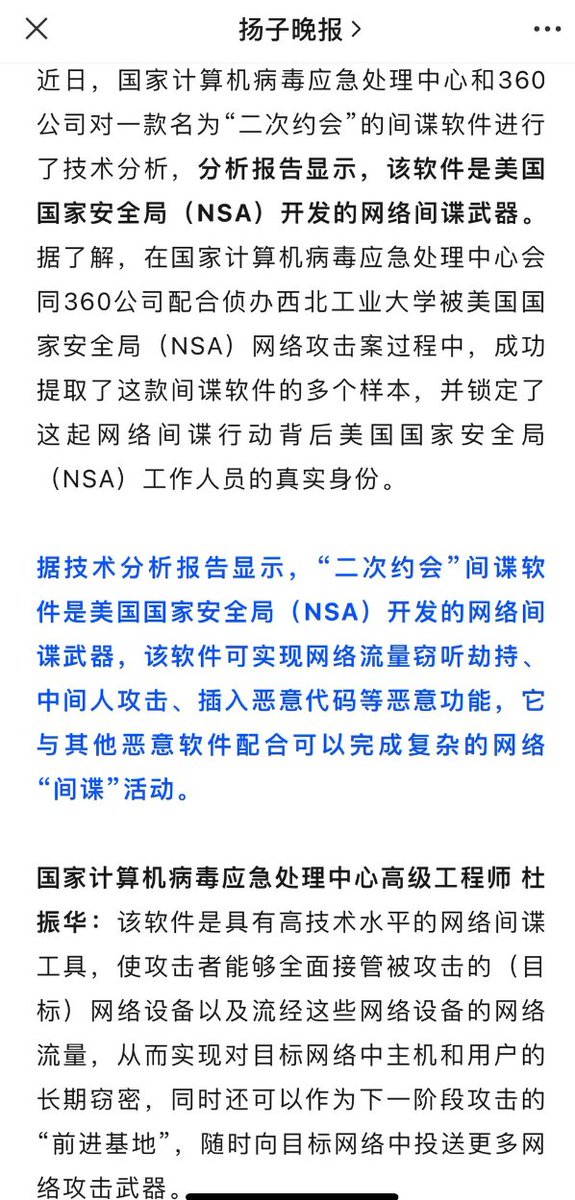 扬子晚报
近日，国家计算机病毒应急处理中心和360
公司对一款名为“二次约会”的间谍软件进行
了技术分析，分析报告显示，该软件是美国
国家安全局（NSA）开发的网络间谍武器。
据了解，在国家计算机病毒应急处理中心会
同360公司配合侦办西北工业大学被美国国
家安全局（NSA）网络攻击案过程中，成功
提取了这款间谍软件的多个样本，并锁定了
这起网络间谍行动背后美国国家安全局
（NSA）工作人员的真实身份。
据技术分析报告显示，“二次约会”间谍软
件是美国国家安全局（NSA）开发的网络间
谍武器，该软件可实现网络流量窃听劫持、
中间人攻击、插入恶意代码等恶意功能，它
与其他恶意软件配合可以完成复杂的网络
“间谍”活动。
国家计算机病毒应急处理中心高级工程师 杜
振华：该软件是具有高技术水平的网络间谍
工具，使攻击者能够全面接管被攻击的（目
标）网络设备以及流经这些网络设备的网络
流量，从而实现对目标网络中主机和用户的
长期窃密，同时还可以作为下一阶段攻击的
“前进基地”，随时向目标网络中投送更多网
络攻击武器。